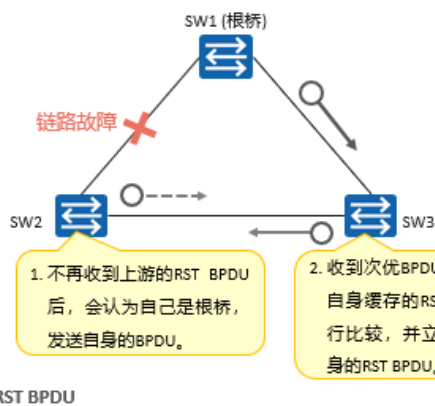 SW1 (根桥)
链路故障
SW2
SW3
1. 不再收到上游的RST BPDU
后，会认为自己是根桥，
发送自身的BPDU。
2. 收到次优BPDU
自身缓存的RS
行比较，并立
身的RST BPDU
RST BPDU